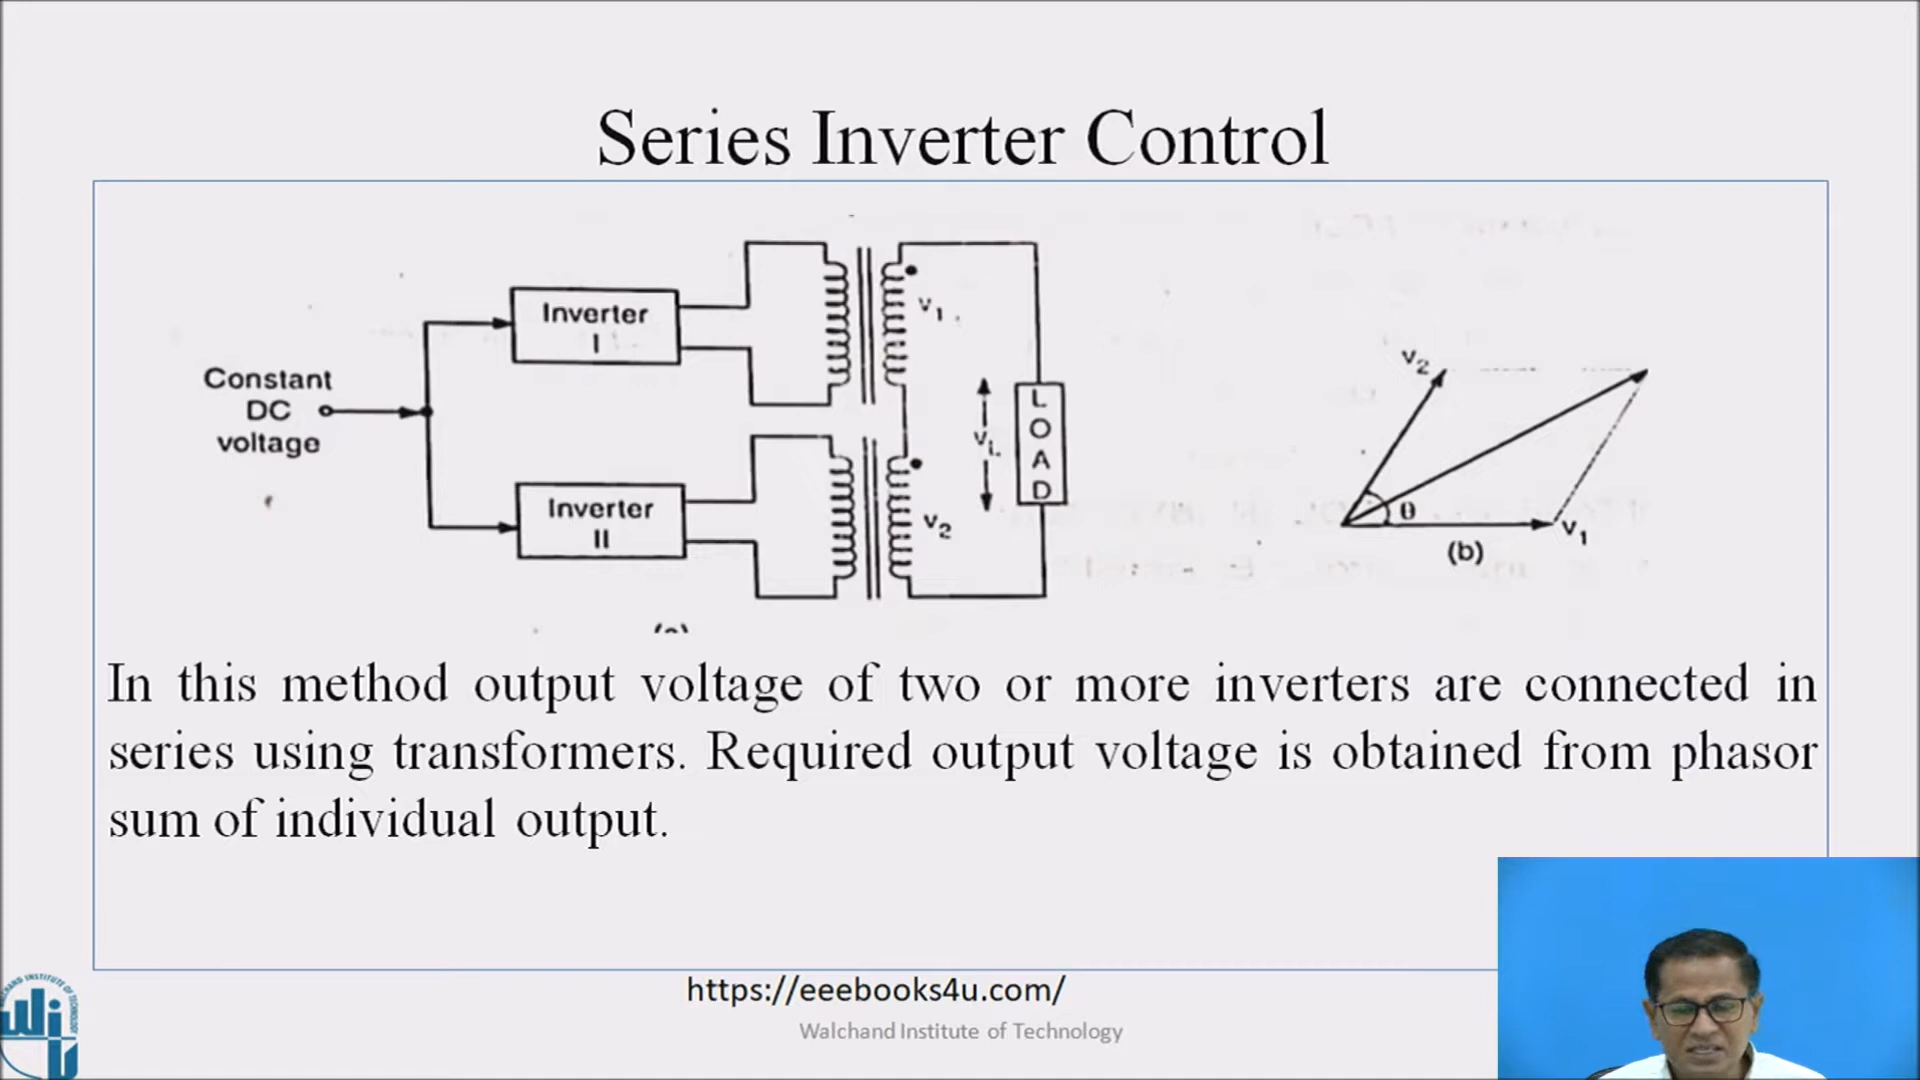 Series Inverter Control
Inverter
I
V1
Constant
DC
voltage
VL
LOAD
Inverter
II
V2
V2
θ
V1
(b)
(a)
In this method output voltage of two or more inverters are connected in
series using transformers. Required output voltage is obtained from phasor
sum of individual output.
https://eeebooks4u.com/
Walchand Institute of Technology